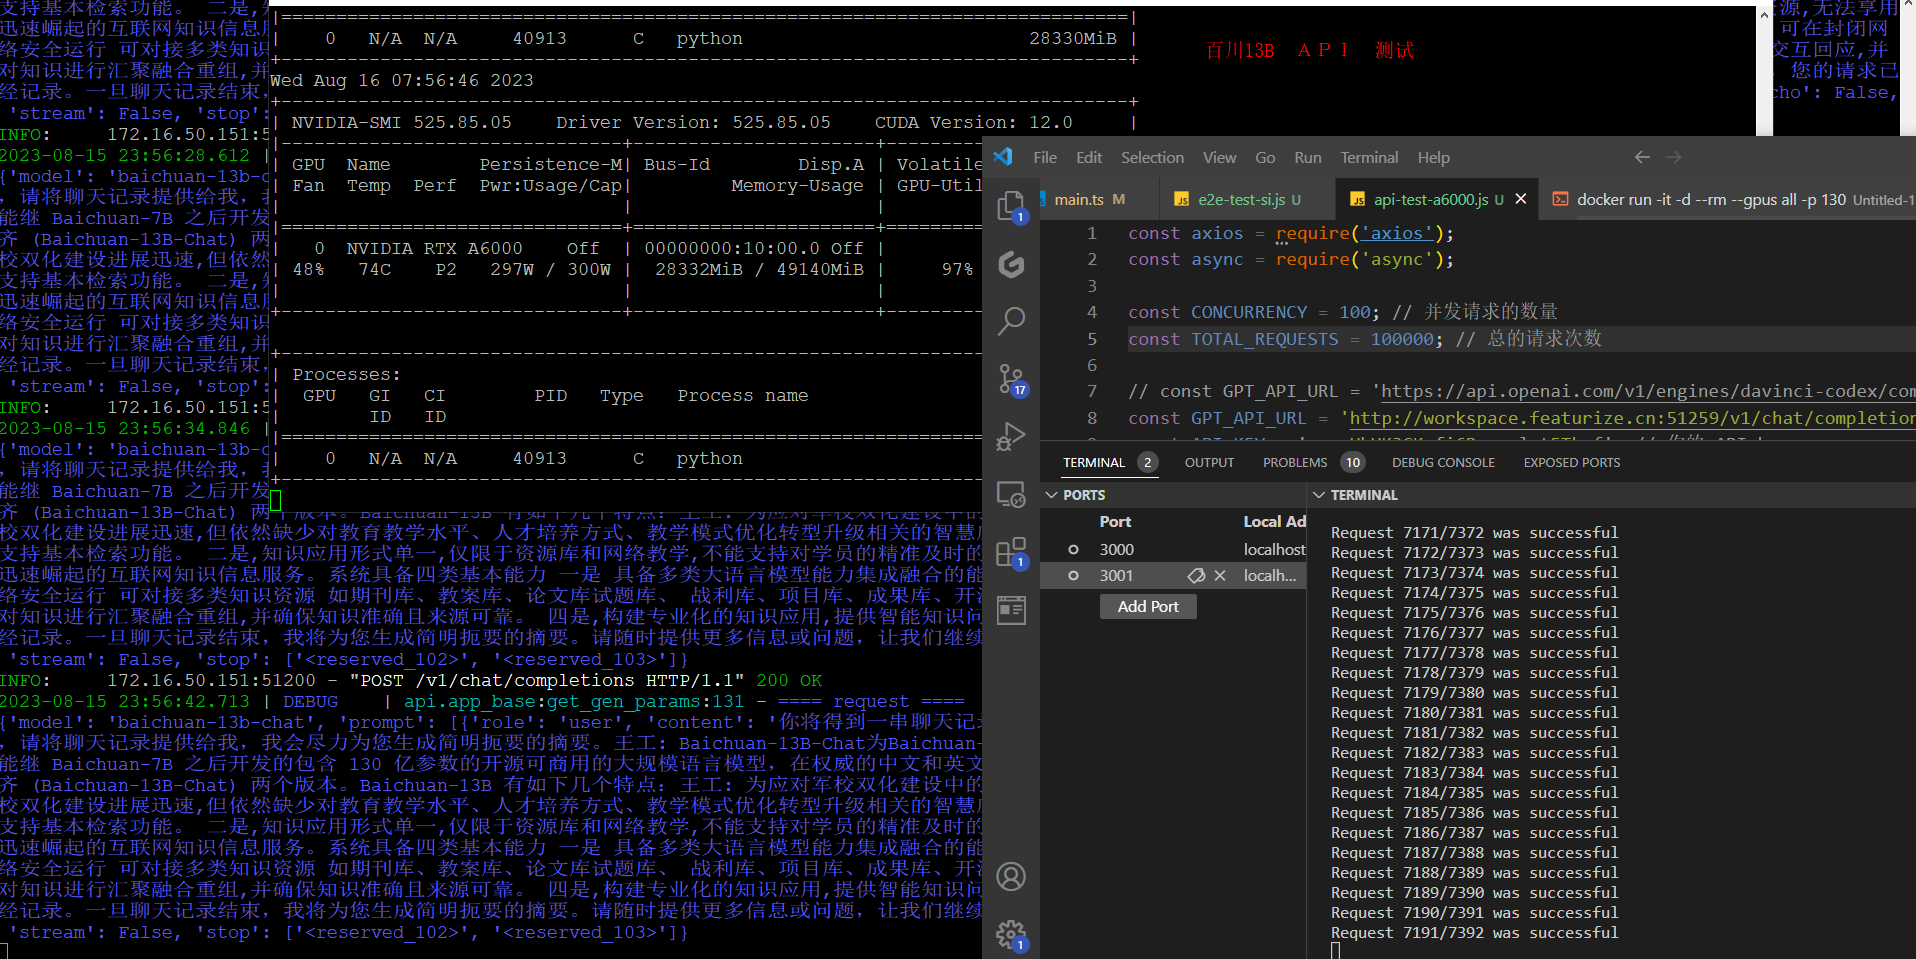 |=============================================================================|
|    0   N/A  N/A     40913      C   python                          28330MiB |
+-----------------------------------------------------------------------------+
Wed Aug 16 07:56:46 2023
| NVIDIA-SMI 525.85.05    Driver Version: 525.85.05    CUDA Version: 12.0     |
| GPU  Name        Persistence-M| Bus-Id        Disp.A | Volatile
| Fan  Temp  Perf  Pwr:Usage/Cap|         Memory-Usage | GPU-Util
|   0  NVIDIA RTX A6000    Off  | 00000000:10:00.0 Off |
| 48%   74C    P2   297W / 300W |  28332MiB / 49140MiB |     97%
| Processes:
|  GPU   GI   CI        PID   Type   Process name
|        ID   ID
|    0   N/A  N/A     40913      C   python
百川13B ＡＰＩ 测试
源,无法享用
可在封闭网
交互回应,并
您的请求已
cho': False,
支持基本检索功能。 二是,知
迅速崛起的互联网知识信息服
络安全运行 可对接多类知识
对知识进行汇聚融合重组,并
经记录。一旦聊天记录结束,
'stream': False, 'stop':
INFO:     172.16.50.151:5
2023-08-15 23:56:28.612 |
{'model': 'baichuan-13b-c
，请将聊天记录提供给我，我
能继 Baichuan-7B 之后开发
齐 (Baichuan-13B-Chat) 两
校双化建设进展迅速,但依然
支持基本检索功能。 二是,知
迅速崛起的互联网知识信息服
络安全运行 可对接多类知识
对知识进行汇聚融合重组,并
经记录。一旦聊天记录结束,
'stream': False, 'stop':
INFO:     172.16.50.151:5
2023-08-15 23:56:34.846 |
{'model': 'baichuan-13b-c
，请将聊天记录提供给我，我
能继 Baichuan-7B 之后开发
齐 (Baichuan-13B-Chat) 两个版本。Baichuan-13B 有如下几个特点：王工：为应对军校双化建设中的
校双化建设进展迅速,但依然缺少对教育教学水平、人才培养方式、教学模式优化转型升级相关的智慧应
支持基本检索功能。 二是,知识应用形式单一,仅限于资源库和网络教学,不能支持对学员的精准及时的
迅速崛起的互联网知识信息服务。系统具备四类基本能力 一是 具备多类大语言模型能力集成融合的能
络安全运行 可对接多类知识资源 如期刊库、教案库、论文库试题库、 战利库、项目库、成果库、开源
对知识进行汇聚融合重组,并确保知识准确且来源可靠。 四是,构建专业化的知识应用,提供智能知识问
经记录。一旦聊天记录结束，我将为您生成简明扼要的摘要。请随时提供更多信息或问题，让我们继续
'stream': False, 'stop': ['<reserved_102>', '<reserved_103>']}
INFO:     172.16.50.151:51200 - "POST /v1/chat/completions HTTP/1.1" 200 OK
2023-08-15 23:56:42.713 | DEBUG    | api.app_base:get_gen_params:131 - ==== request ====
{'model': 'baichuan-13b-chat', 'prompt': [{'role': 'user', 'content': '你将得到一串聊天记录
，请将聊天记录提供给我，我会尽力为您生成简明扼要的摘要。王工：Baichuan-13B-Chat为Baichuan-
能继 Baichuan-7B 之后开发的包含 130 亿参数的开源可商用的大规模语言模型，在权威的中文和英文
齐 (Baichuan-13B-Chat) 两个版本。Baichuan-13B 有如下几个特点：王工：为应对军校双化建设中的
校双化建设进展迅速,但依然缺少对教育教学水平、人才培养方式、教学模式优化转型升级相关的智慧应
支持基本检索功能。 二是,知识应用形式单一,仅限于资源库和网络教学,不能支持对学员的精准及时的
迅速崛起的互联网知识信息服务。系统具备四类基本能力 一是 具备多类大语言模型能力集成融合的能
络安全运行 可对接多类知识资源 如期刊库、教案库、论文库试题库、 战利库、项目库、成果库、开源
对知识进行汇聚融合重组,并确保知识准确且来源可靠。 四是,构建专业化的知识应用,提供智能知识问
经记录。一旦聊天记录结束，我将为您生成简明扼要的摘要。请随时提供更多信息或问题，让我们继续
'stream': False, 'stop': ['<reserved_102>', '<reserved_103>']}
File Edit Selection View Go Run Terminal Help
main.ts M
e2e-test-si.js U
api-test-a6000.js U
docker run -it -d --rm --gpus all -p 130 Untitled-1
1 const axios = require('axios');
2 const async = require('async');
3
4 const CONCURRENCY = 100; // 并发请求的数量
5 const TOTAL_REQUESTS = 100000; // 总的请求次数
6
7 // const GPT_API_URL = 'https://api.openai.com/v1/engines/davinci-codex/com
8 const GPT_API_URL = 'http://workspace.featurize.cn:51259/v1/chat/completion
1
17
1
1
TERMINAL 2 OUTPUT PROBLEMS 10 DEBUG CONSOLE EXPOSED PORTS
PORTS
Port Local Ad
3000 localhost
3001 localh...
Add Port
TERMINAL
Request 7171/7372 was successful
Request 7172/7373 was successful
Request 7173/7374 was successful
Request 7174/7375 was successful
Request 7175/7376 was successful
Request 7176/7377 was successful
Request 7177/7378 was successful
Request 7178/7379 was successful
Request 7179/7380 was successful
Request 7180/7381 was successful
Request 7181/7382 was successful
Request 7182/7383 was successful
Request 7183/7384 was successful
Request 7184/7385 was successful
Request 7185/7386 was successful
Request 7186/7387 was successful
Request 7187/7388 was successful
Request 7188/7389 was successful
Request 7189/7390 was successful
Request 7190/7391 was successful
Request 7191/7392 was successful